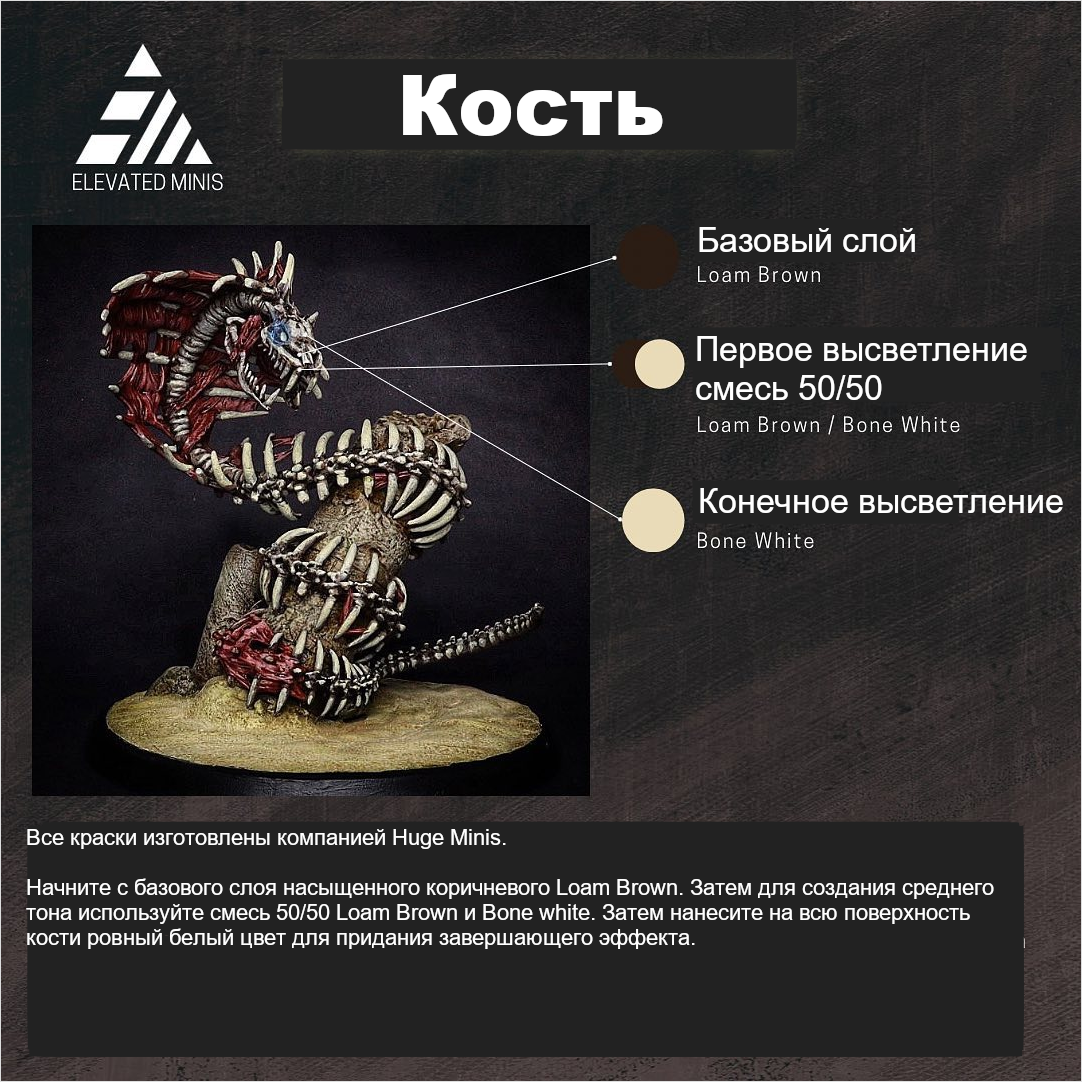 Кость
ELEVATED MINIS
Базовый слой
Loam Brown
Первое высветление
смесь 50/50
Loam Brown / Bone White
Конечное высветление
Bone White
Все краски изготовлены компанией Huge Minis.
Начните с базового слоя насыщенного коричневого Loam Brown. Затем для создания среднего
тона используйте смесь 50/50 Loam Brown и Bone white. Затем нанесите на всю поверхность
кости ровный белый цвет для придания завершающего эффекта.